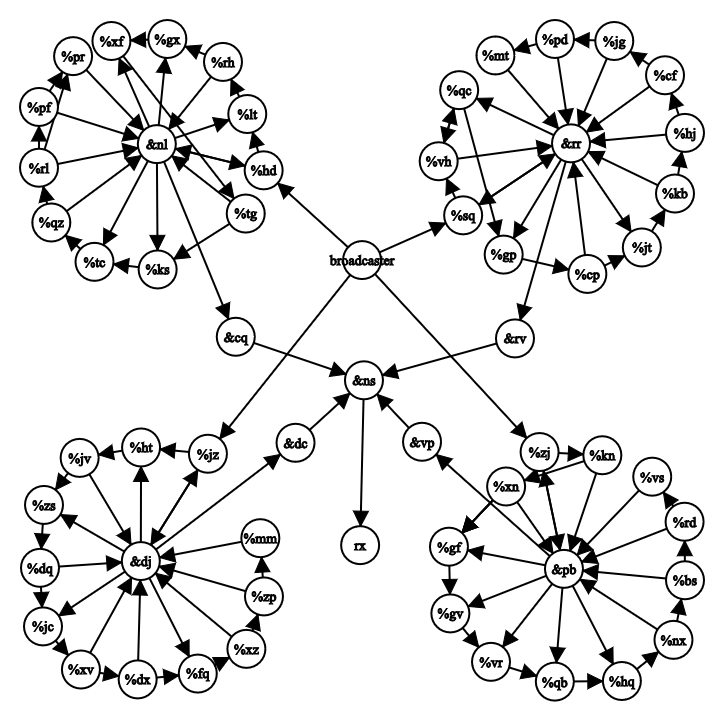 %xf
%gx
%pr
%rh
%pf
%lt
&nl
%rl
%hd
%qz
%tg
%tc
%ks
%pd
%jg
%mt
%cf
%qc
%hj
&rr
%vh
%kb
%sq
%jt
%gp
%cp
broadcaster
&cq
&rv
&ns
&dc
&vp
rx
%ht
%jz
%jv
%zs
%mm
&dj
%dq
%zp
%jc
%xz
%xv
%dx
%fq
%zj
%kn
%vs
%xn
%rd
%gf
&pb
%bs
%gv
%nx
%vr
%qb
%hq